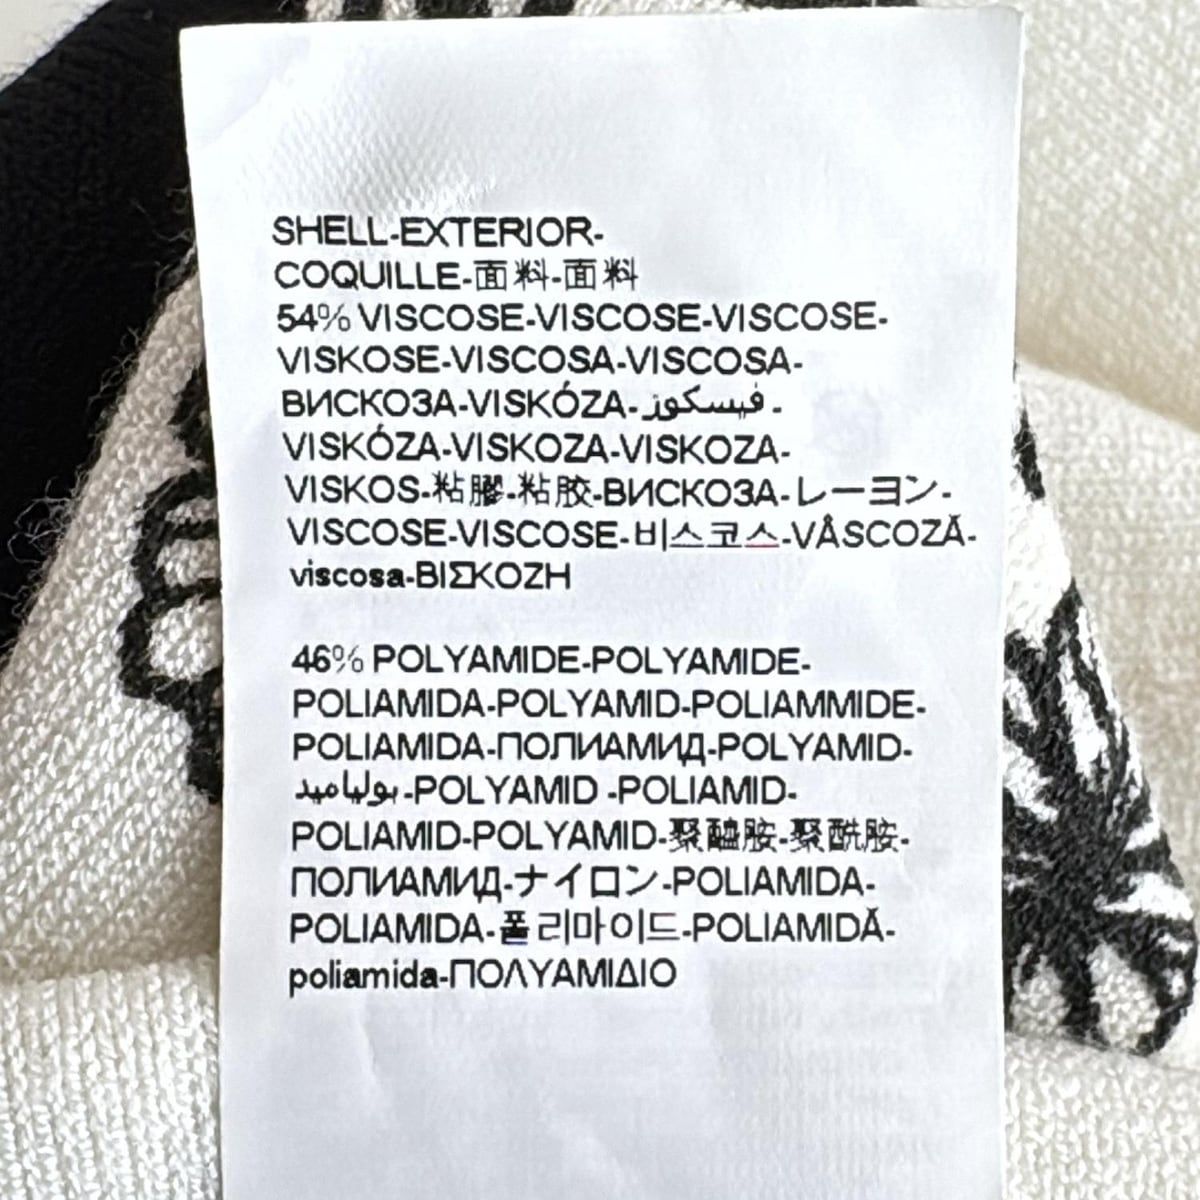 SHELL-EXTERIOR-
COQUILLE-面料-面料
54% VISCOSE-VISCOSE-VISCOSE-
VISKOSE-VISCOSA-VISCOSA-
ВИСКОЗА-VISKÓZA-فيسكوز-
VISKÓZA-VISKOZA-VISKOZA-
VISKOS-粘膠-粘胶-ВИСКОЗА-レーヨン-
VISCOSE-VISCOSE-비스코스-VÂSCOZĂ-
viscosa-ΒΙΣΚΟΖΗ
46% POLYAMIDE-POLYAMIDE-
POLIAMIDA-POLYAMID-POLIAMMIDE-
POLIAMIDA-ПОЛИАМИД-POLYAMID-
بولياميد-POLYAMID -POLIAMID-
POLIAMID-POLYAMID-聚醯胺-聚酰胺-
ПОЛИАМИД-ナイロン-POLIAMIDA-
POLIAMIDA-폴리마이드-POLIAMIDĂ-
poliamida-ΠΟΛΥΑΜΙΔΙΟ